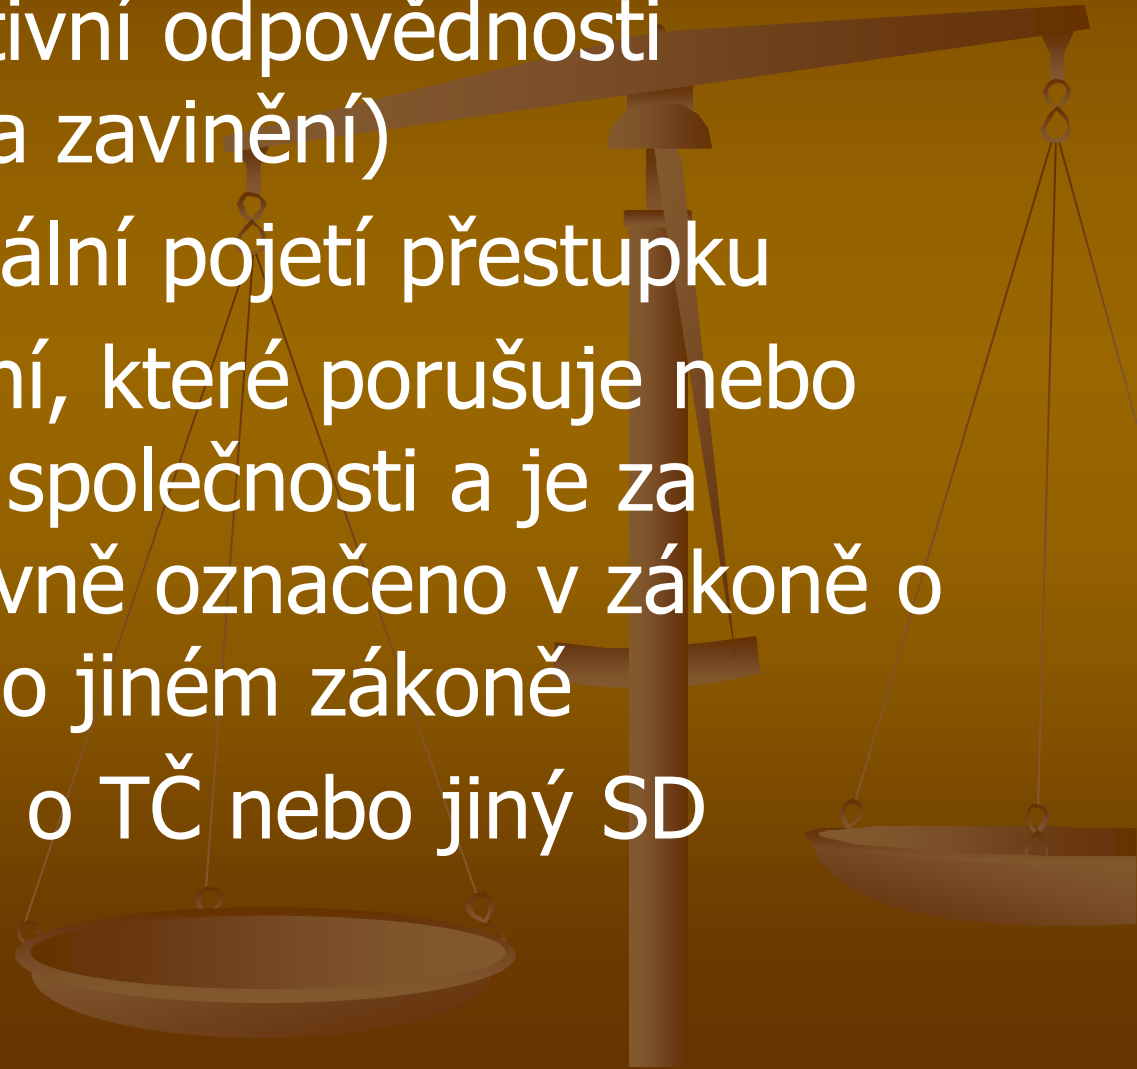 tivní odpovědnosti
a zavinění)
ální pojetí přestupku
ní, které porušuje nebo
společnosti a je za
vně označeno v zákoně o
o jiném zákoně
o TČ nebo jiný SD